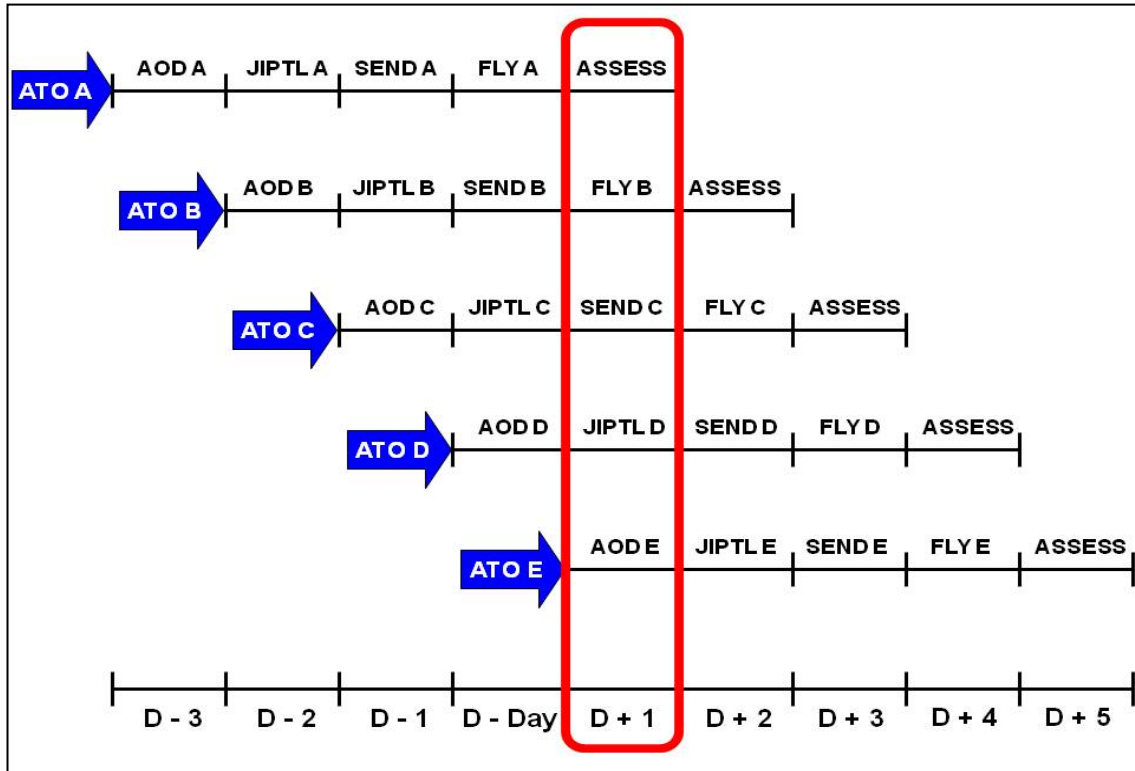 AOD A JIPTL A SEND A FLY A ASSESS
ATO A
AOD B JIPTL B SEND B FLY B ASSESS
ATO B
AOD C JIPTL C SEND C FLY C ASSESS
ATO C
AOD D JIPTL D SEND D FLY D ASSESS
ATO D
AOD E JIPTL E SEND E FLY E ASSESS
ATO E
D - 3 D - 2 D - 1 D - Day D + 1 D + 2 D + 3 D + 4 D + 5